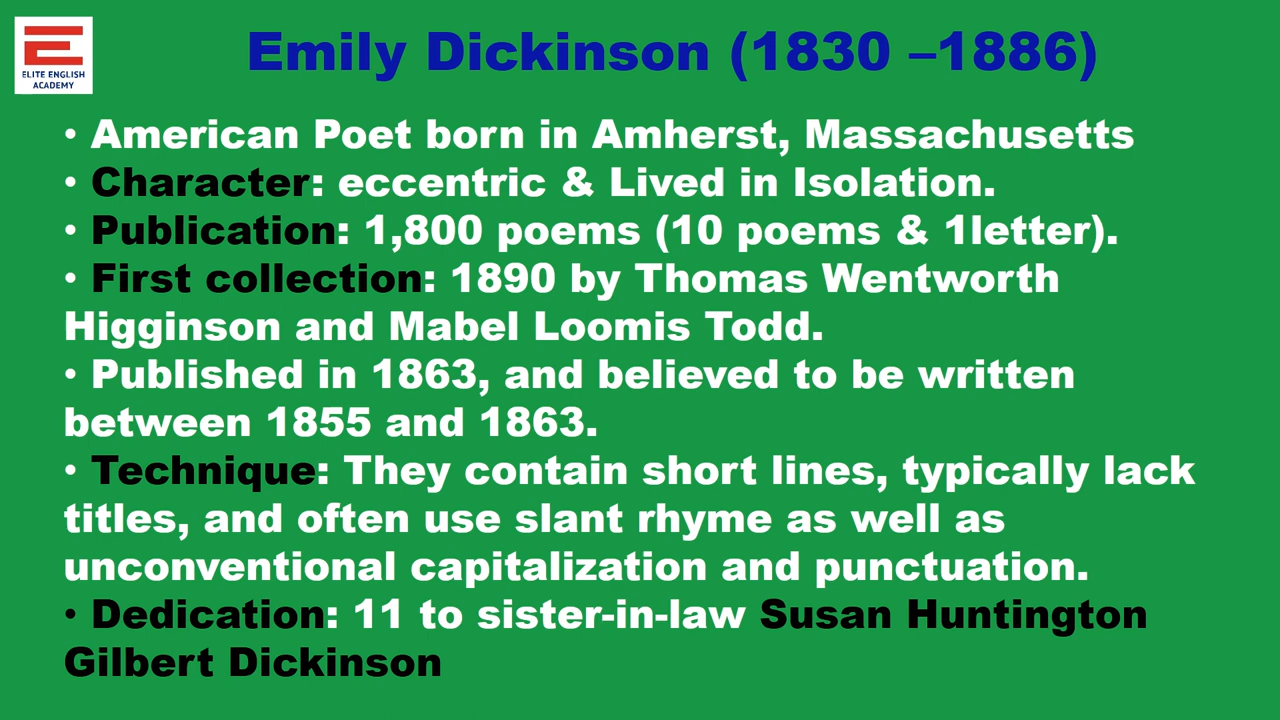 ELITE ENGLISH
ACADEMY
Emily Dickinson (1830 –1886)
• American Poet born in Amherst, Massachusetts
• Character: eccentric & Lived in Isolation.
• Publication: 1,800 poems (10 poems & 1letter).
• First collection: 1890 by Thomas Wentworth
Higginson and Mabel Loomis Todd.
• Published in 1863, and believed to be written
between 1855 and 1863.
• Technique: They contain short lines, typically lack
titles, and often use slant rhyme as well as
unconventional capitalization and punctuation.
• Dedication: 11 to sister-in-law Susan Huntington
Gilbert Dickinson